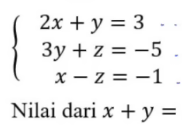 2x + y = 3
3y + z = −5
x − z = −1
Nilai dari x + y =